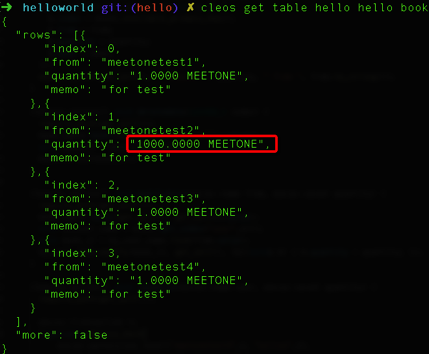 ➜ helloworld git:(hello) ✗ cleos get table hello hello book
{
  "rows": [{
      "index": 0,
      "from": "meetonetest1",
      "quantity": "1.0000 MEETONE",
      "memo": "for test"
    },{
      "index": 1,
      "from": "meetonetest2",
      "quantity": "1000.0000 MEETONE",
      "memo": "for test"
    },{
      "index": 2,
      "from": "meetonetest3",
      "quantity": "1.0000 MEETONE",
      "memo": "for test"
    },{
      "index": 3,
      "from": "meetonetest4",
      "quantity": "1.0000 MEETONE",
      "memo": "for test"
    }
  ],
  "more": false
}